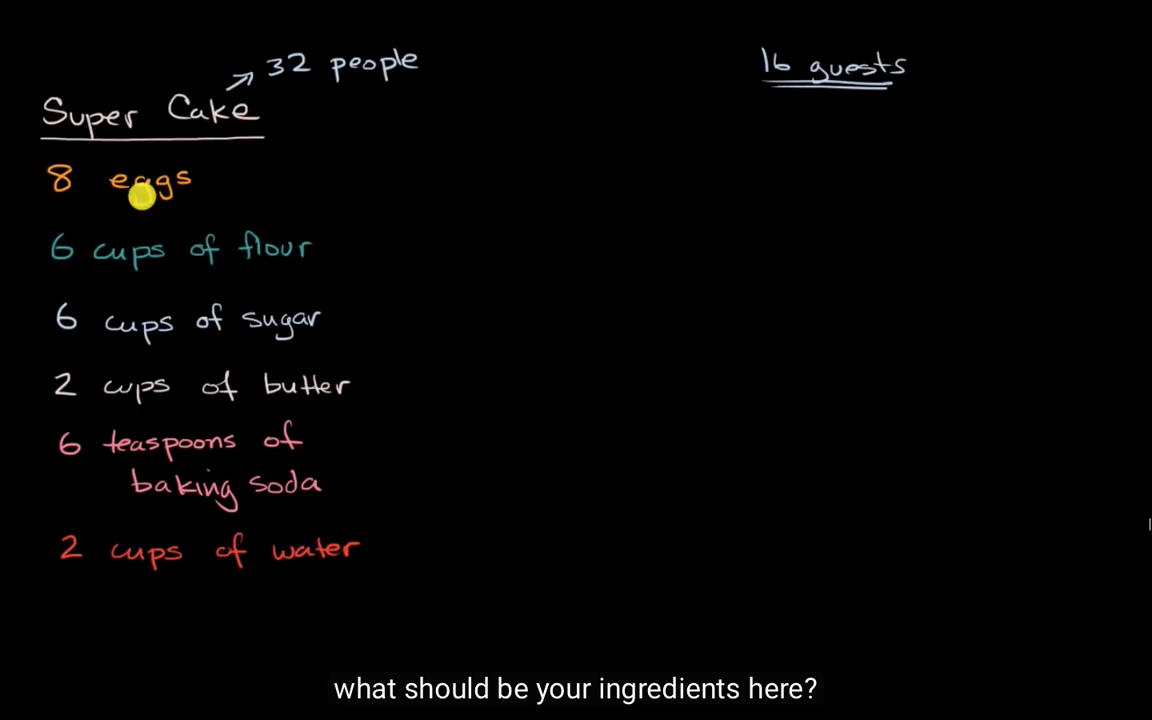 32 people
16 guests
Super Cake
8 eggs
6 cups of flour
6 cups of sugar
2 cups of butter
6 teaspoons of
baking soda
2 cups of water
what should be your ingredients here?